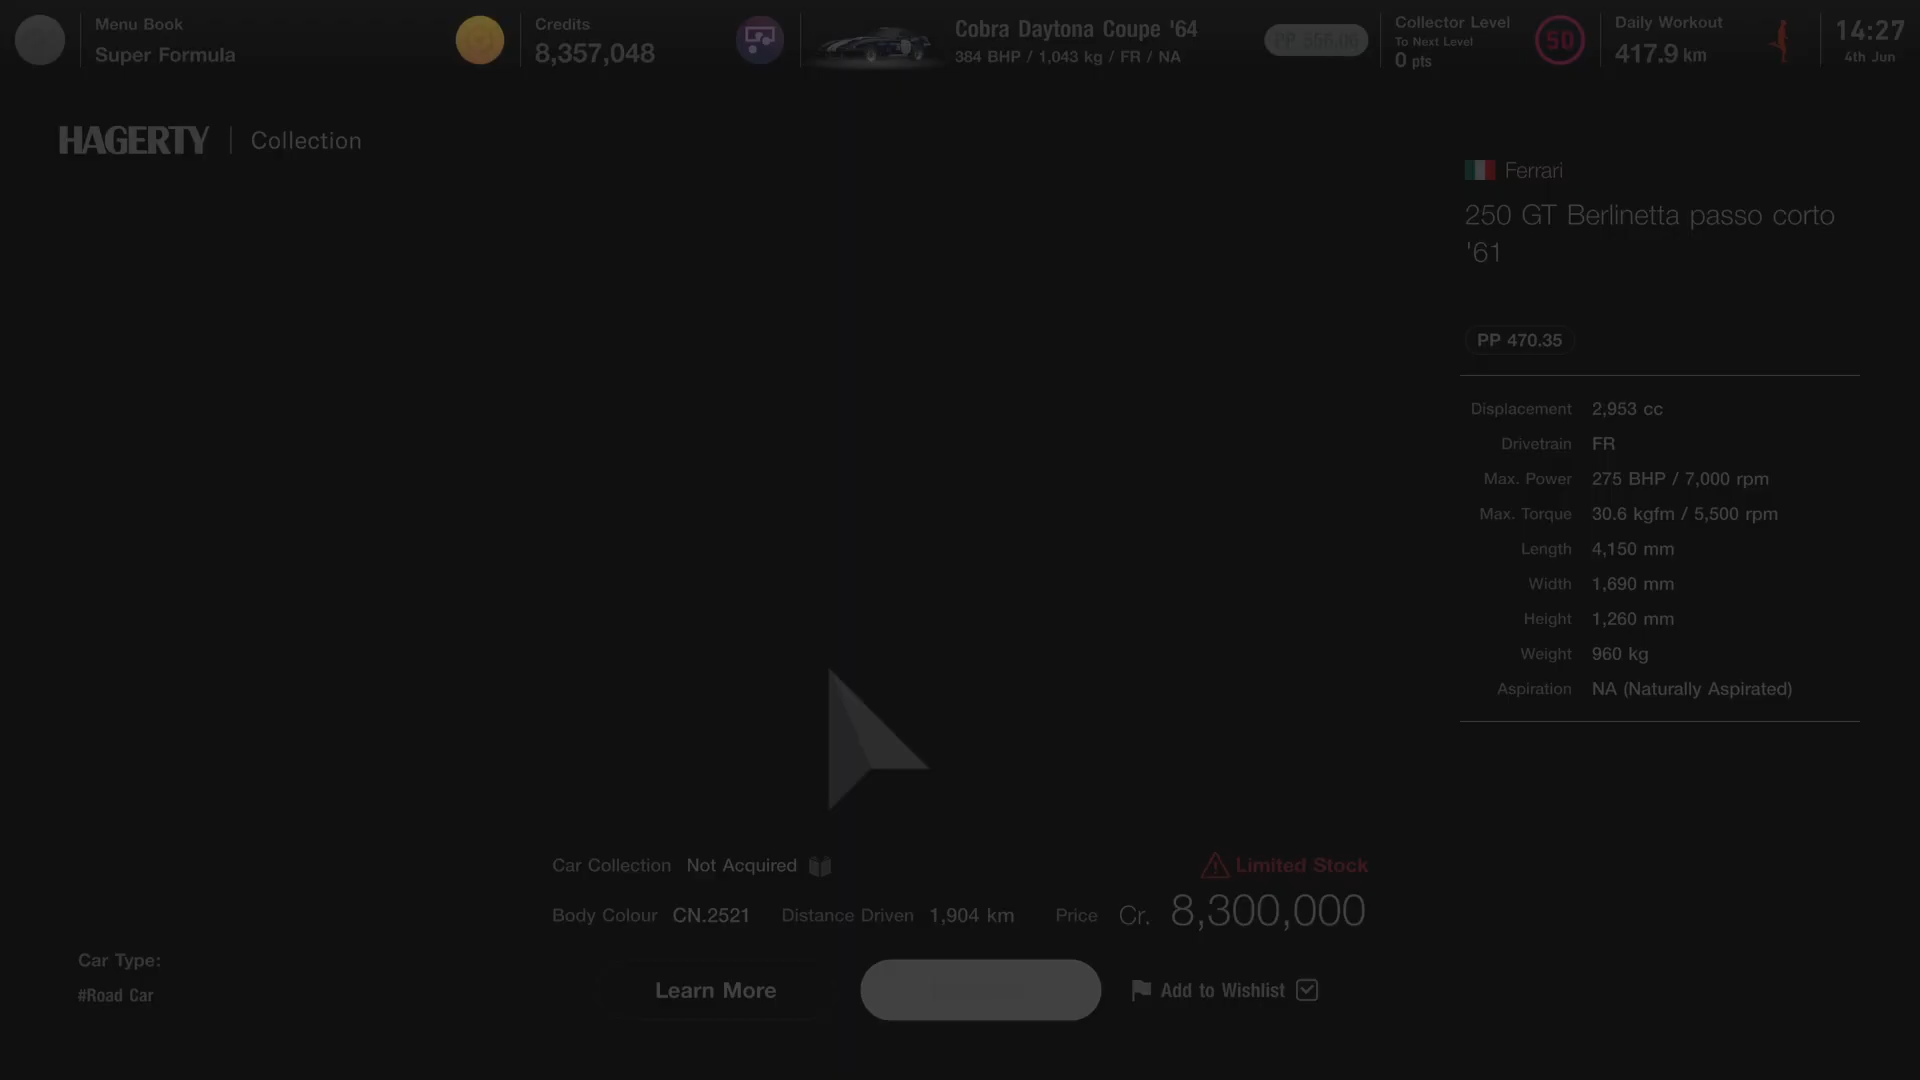 Menu Book
Super Formula
Credits
8,357,048
Cobra Daytona Coupe '64
384 BHP / 1,043 kg / FR / NA
Collector Level
To Next Level
0 pts
50
Daily Workout
417.9 km
14:27
4th Jun
HAGERTY | Collection
Ferrari
250 GT Berlinetta passo corto
'61
PP 470.35
Displacement 2,953 cc
Drivetrain FR
Max. Power 275 BHP / 7,000 rpm
Max. Torque 30.6 kgfm / 5,500 rpm
Length 4,150 mm
Width 1,690 mm
Height 1,260 mm
Weight 960 kg
Aspiration NA (Naturally Aspirated)
Car Collection Not Acquired
Limited Stock
Body Colour CN.2521 Distance Driven 1,904 km Price Cr. 8,300,000
Car Type:
#Road Car
Learn More
Add to Wishlist